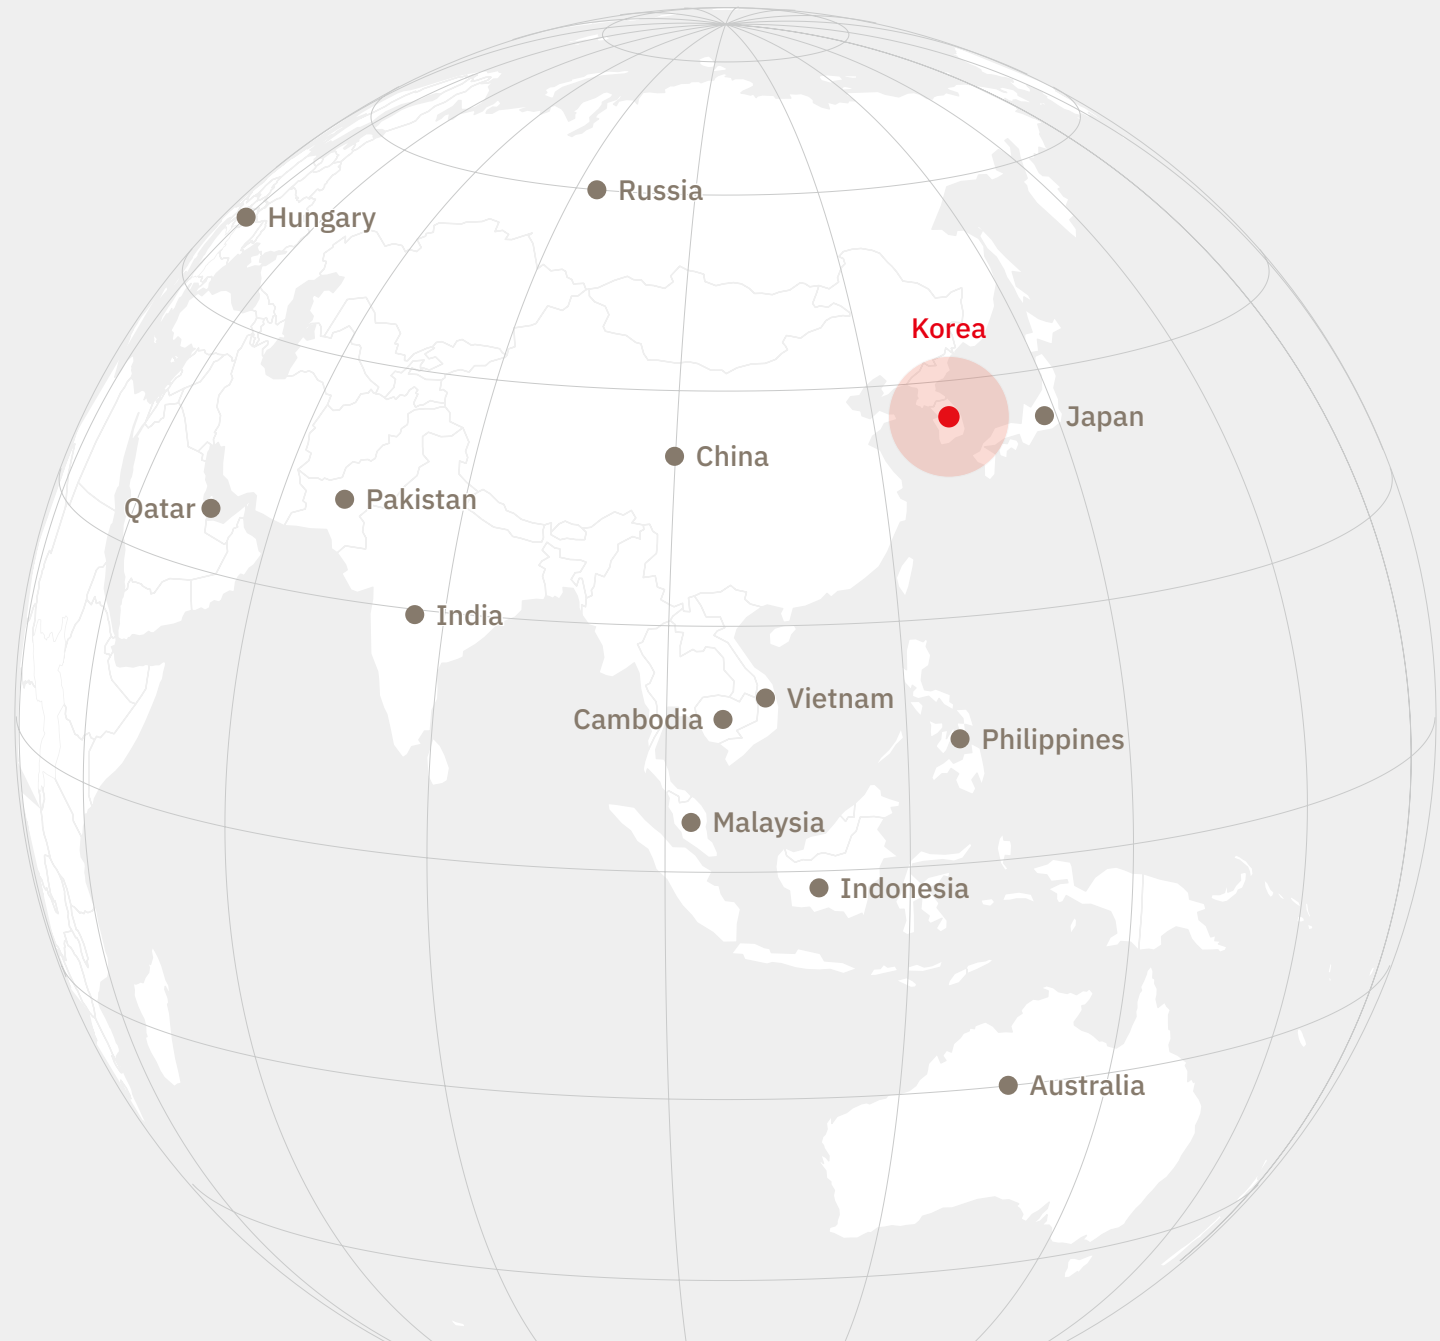 Russia
Hungary
Korea
Japan
China
Pakistan
Qatar
India
Vietnam
Cambodia
Philippines
Malaysia
Indonesia
Australia